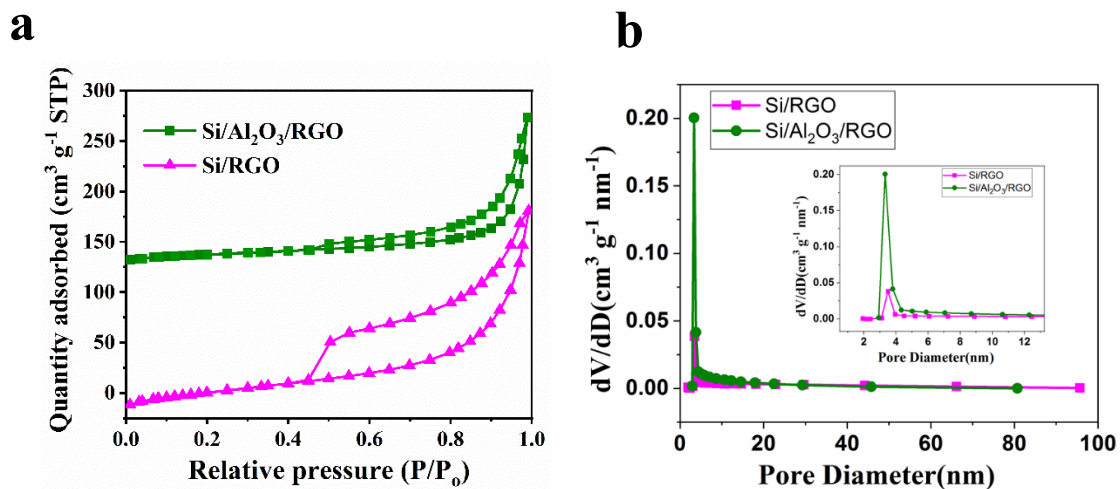 a
Quantity adsorbed (cm³ g⁻¹ STP)
300
250
200
150
100
50
0
Si/Al₂O₃/RGO
Si/RGO
0.0
0.2
0.4
0.6
0.8
1.0
Relative pressure (P/Pₒ)
b
dV/dD(cm³ g⁻¹ nm⁻¹)
0.20
0.15
0.10
0.05
0.00
Si/RGO
Si/Al₂O₃/RGO
dV/dD(cm³ g⁻¹ nm⁻¹)
0.20
0.15
0.10
0.05
0.00
Si/RGO
Si/Al₂O₃/RGO
2
4
6
8
10
12
Pore Diameter(nm)
0
20
40
60
80
100
Pore Diameter(nm)